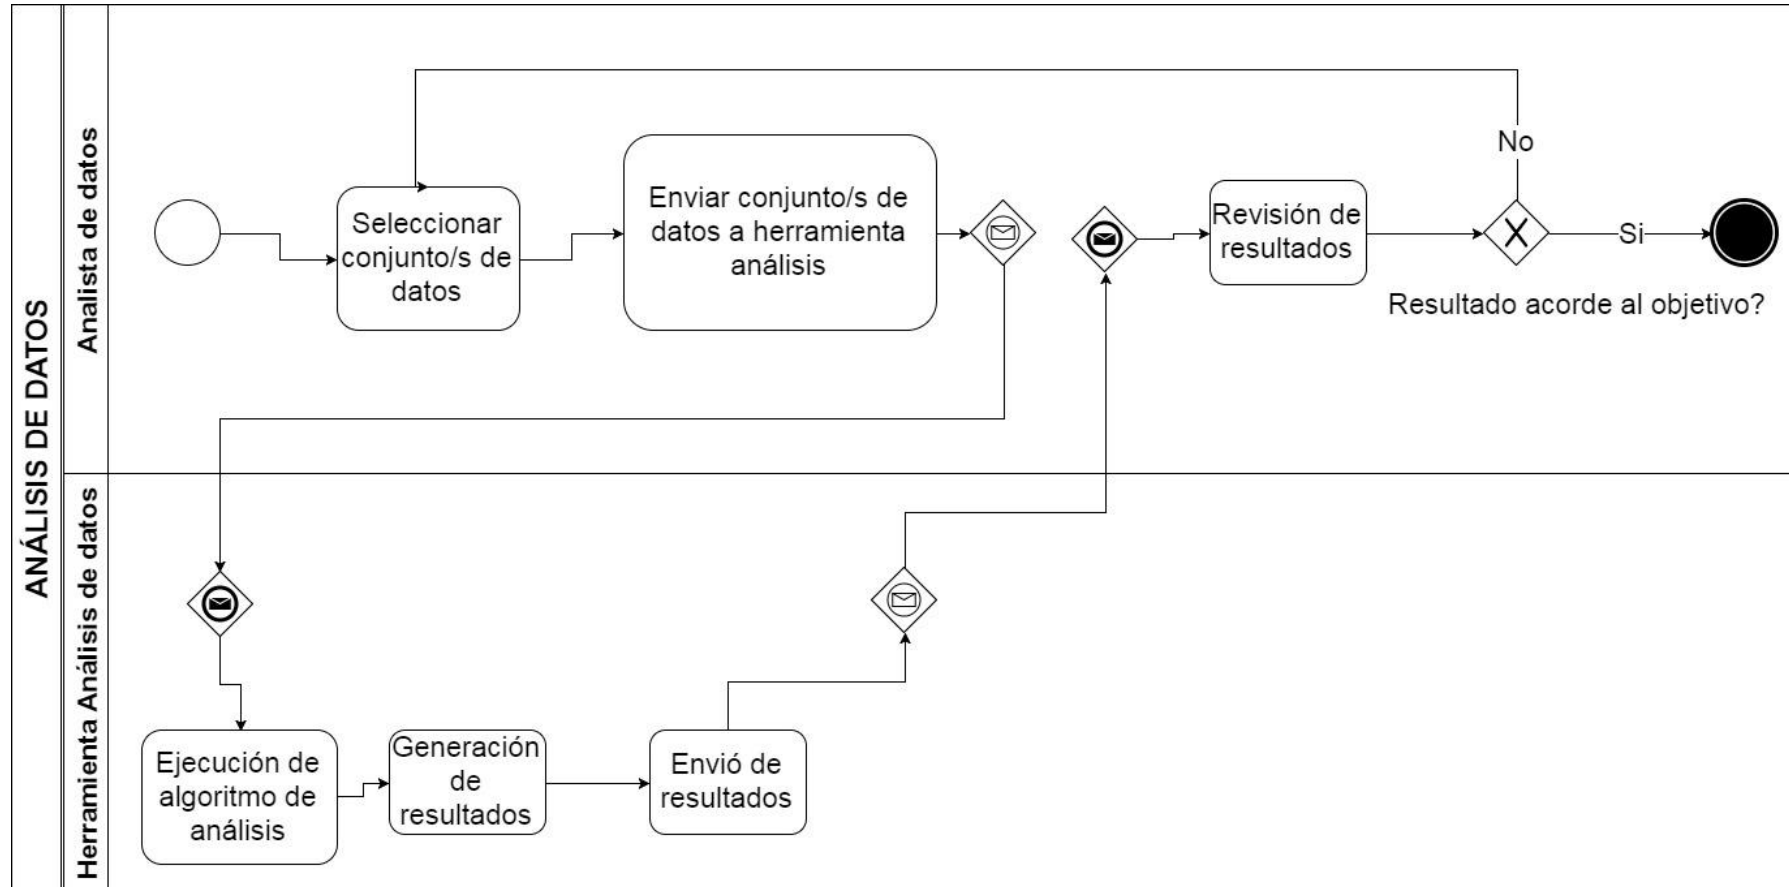 ANÁLISIS DE DATOS
Analista de datos
Seleccionar
conjunto/s de
datos
Enviar conjunto/s de
datos a herramienta
análisis
Revisión de
resultados
No
Si
Resultado acorde al objetivo?
Herramienta Análisis de datos
Ejecución de
algoritmo de
análisis
Generación
de
resultados
Envió de
resultados